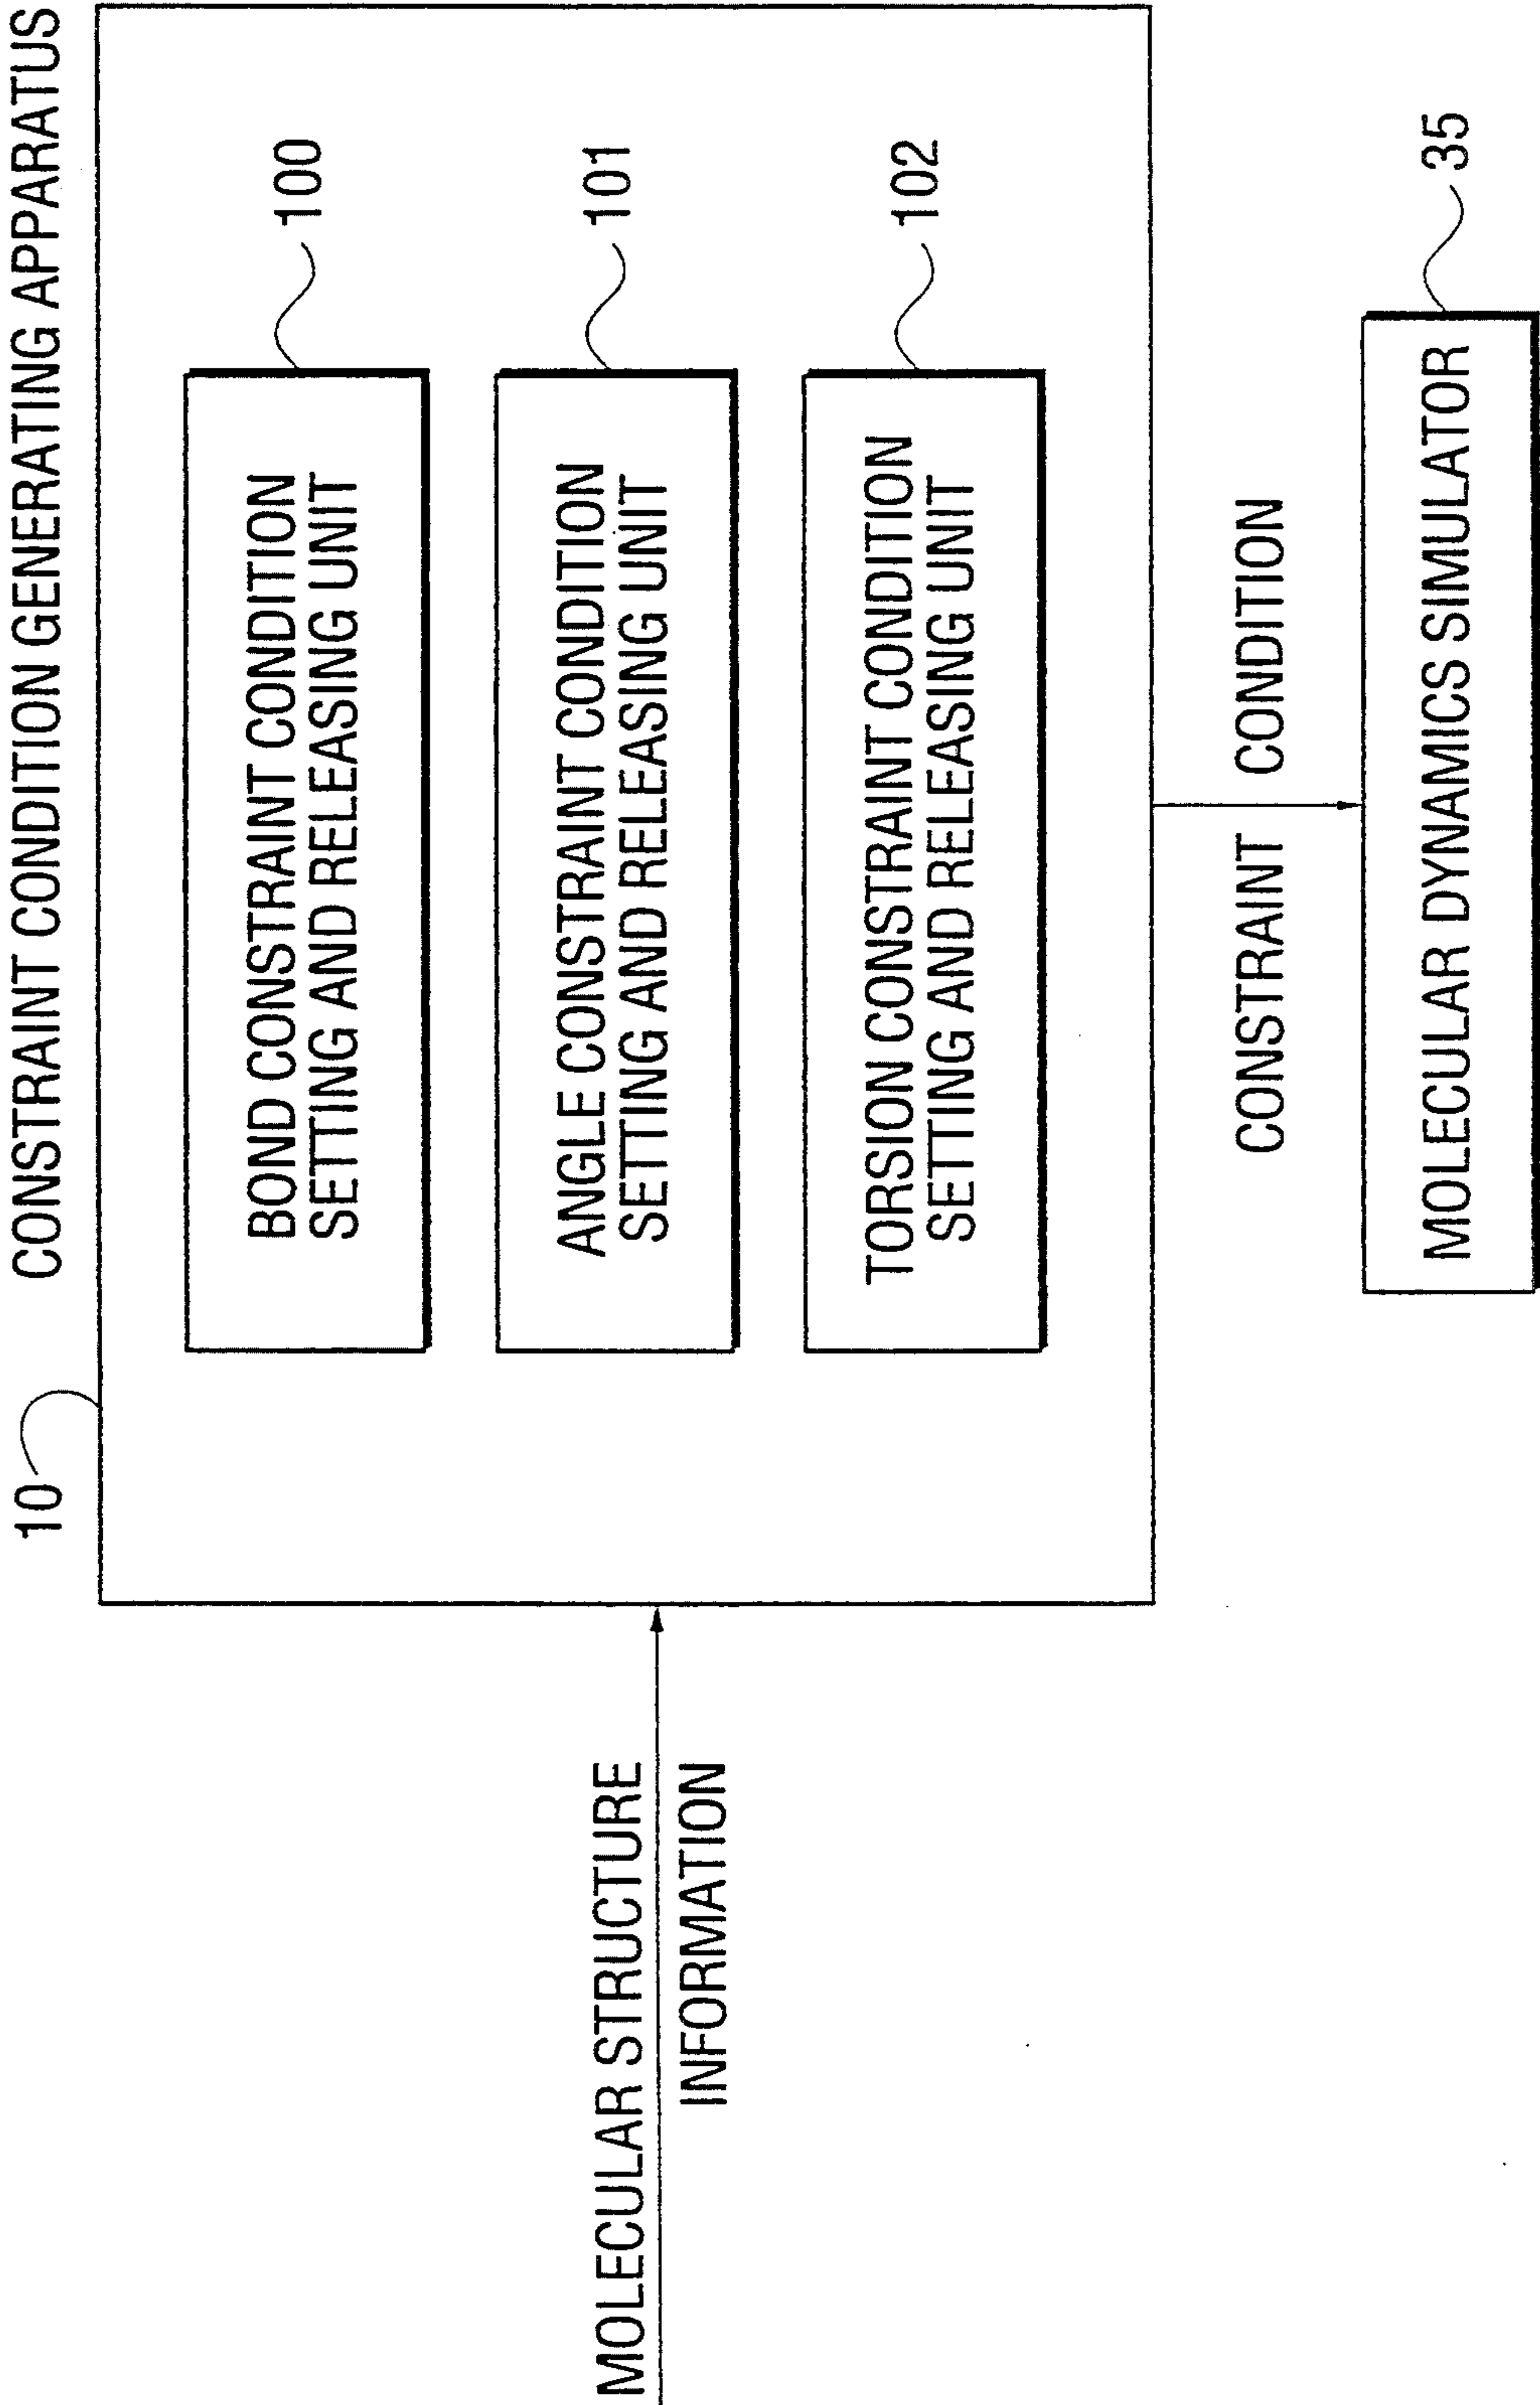 10
CONSTRAINT CONDITION GENERATING APPARATUS
MOLECULAR STRUCTURE
INFORMATION
BOND CONSTRAINT CONDITION
SETTING AND RELEASING UNIT
100
ANGLE CONSTRAINT CONDITION
SETTING AND RELEASING UNIT
101
TORSION CONSTRAINT CONDITION
SETTING AND RELEASING UNIT
102
CONSTRAINT CONDITION
MOLECULAR DYNAMICS SIMULATOR
35